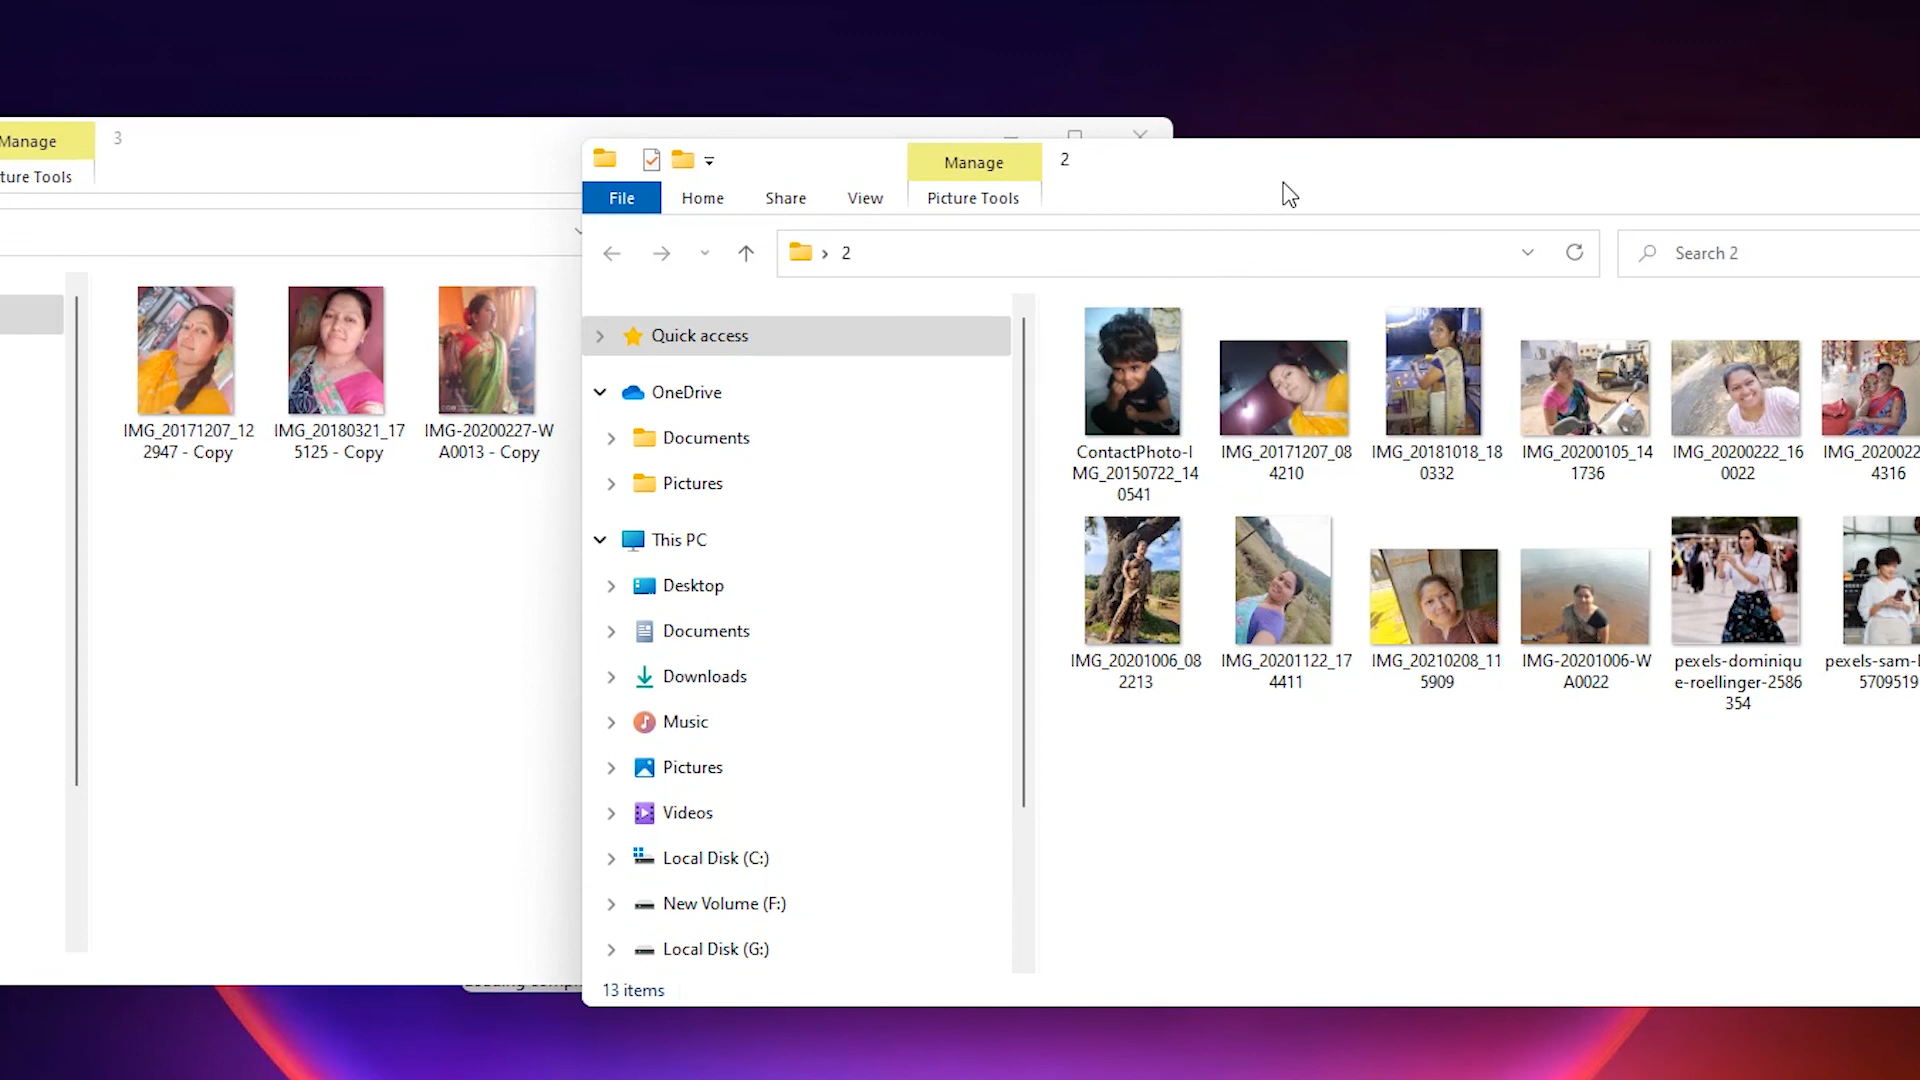 Manage
3
ture Tools
IMG_20171207_12
2947 - Copy
IMG_20180321_17
5125 - Copy
IMG-20200227-W
A0013 - Copy
Manage
2
File
Home
Share
View
Picture Tools
2
Search 2
Quick access
OneDrive
Documents
Pictures
This PC
Desktop
Documents
Downloads
Music
Pictures
Videos
Local Disk (C:)
New Volume (F:)
Local Disk (G:)
13 items
ContactPhoto-I
MG_20150722_14
0541
IMG_20171207_08
4210
IMG_20181018_18
0332
IMG_20200105_14
1736
IMG_20200222_16
0022
IMG_2020022
4316
IMG_20201006_08
2213
IMG_20201122_17
4411
IMG_20210208_11
5909
IMG-20201006-W
A0022
pexels-dominiqu
e-roellinger-2586
354
pexels-sam-
5709519